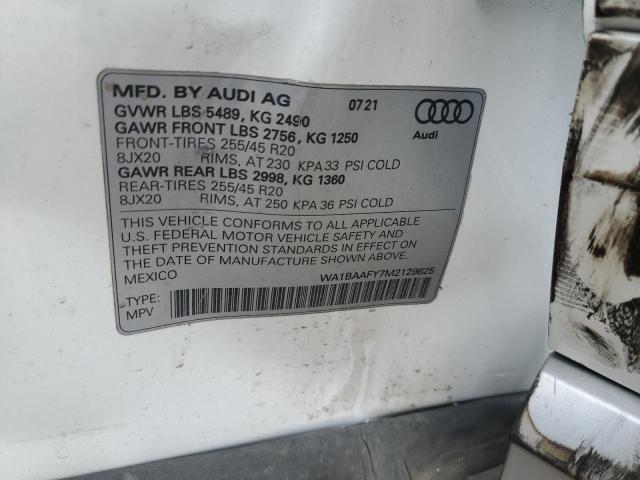 MFD. BY AUDI AG 07 21
GVWR LBS 5489, KG 2490
GAWR FRONT LBS 2756, KG 1250
FRONT-TIRES 255/45 R20
8JX20 RIMS, AT 230 KPA 33 PSI COLD
GAWR REAR LBS 2998, KG 1360
REAR-TIRES 255/45 R20
8JX20 RIMS, AT 250 KPA 36 PSI COLD
Audi
THIS VEHICLE CONFORMS TO ALL APPLICABLE
U.S. FEDERAL MOTOR VEHICLE SAFETY AND
THEFT PREVENTION STANDARDS IN EFFECT ON
THE DATE OF MANUFACTURE SHOWN ABOVE.
MEXICO
WA1BAAFY7M2129625
TYPE:
MPV